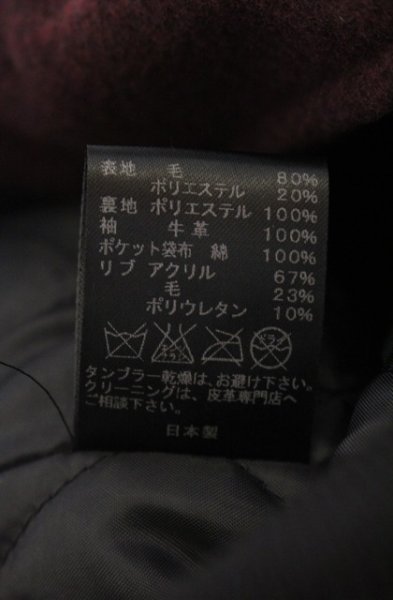 表地 毛 80%
ポリエステル 20%
裏地 ポリエステル 100%
袖 牛革 100%
ポケット袋布 綿 100%
リブ アクリル 67%
毛 23%
ポリウレタン 10%
タンブラー乾燥は、お避け下さい。
クリーニングは、皮革専門店へ
ご相談下さい。
日本製